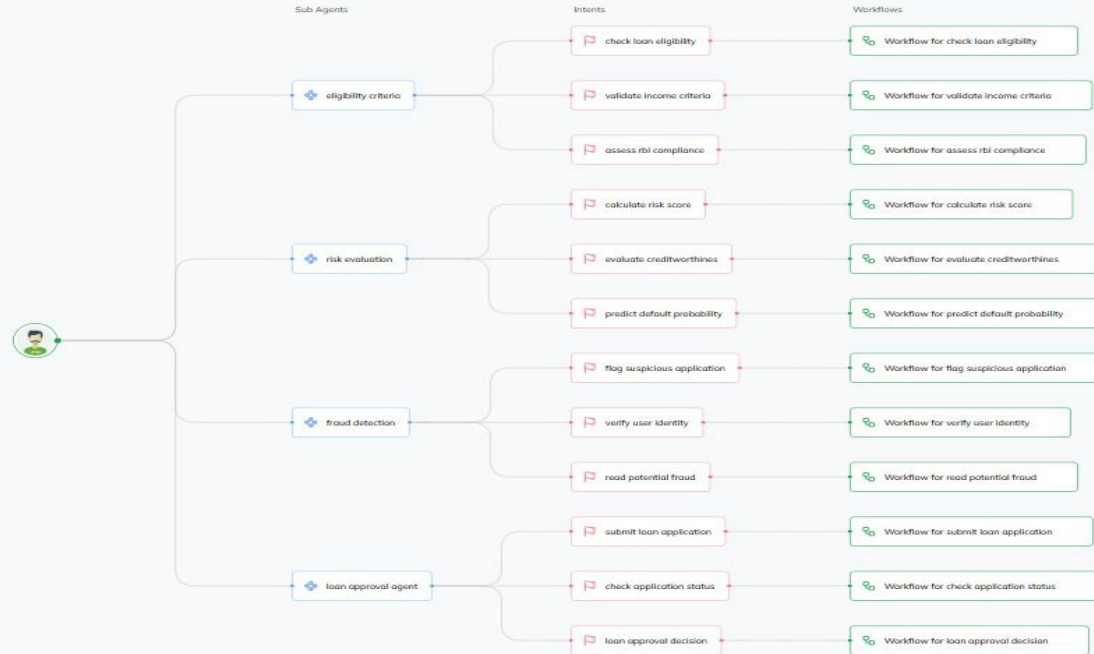 Sub Agents
Intents
Workflows
check loan eligibility
Workflow for check loan eligibility
eligibility criteria
validate income criteria
Workflow for validate income criteria
assess rbi compliance
Workflow for assess rbi compliance
calculate risk score
Workflow for calculate risk score
risk evaluation
evaluate creditworthines
Workflow for evaluate creditworthines
predict default probability
Workflow for predict default probability
flag suspicious application
Workflow for flag suspicious application
fraud detection
verify user identity
Workflow for verify user identity
read potential fraud
Workflow for read potential fraud
submit loan application
Workflow for submit loan application
loan approval agent
check application status
Workflow for check application status
loan approval decision
Workflow for loan approval decision